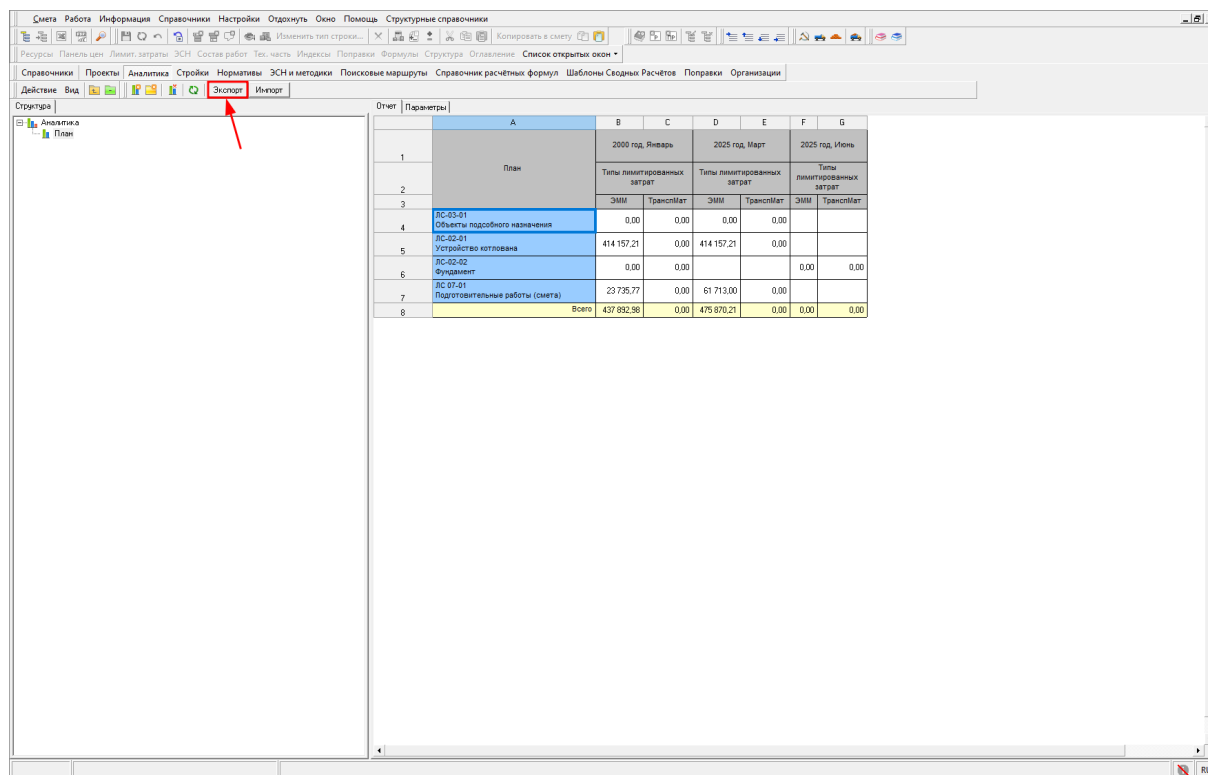 Смета Работа Информация Справочники Настройки Отдохнуть Окно Помощь Структурные справочники
Изменить тип строки... Копировать в смету
Ресурсы Панель цен Лимит. затраты ЭСН Состав работ Тех. часть Индексы Поправки Формулы Структура Оглавление Список открытых окон
Справочники Проекты Аналитика Стройки Нормативы ЭСН и методики Поисковые маршруты Справочник расчётных формул Шаблоны Сводных Расчётов Поправки Организации
Действие Вид Экспорт Импорт
Структура
Аналитика
План
Отчет Параметры
A B C D E F G
1 План 2000 год, Январь 2025 год, Март 2025 год, Июнь
2 Типы лимитированных затрат Типы лимитированных затрат Типы лимитированных затрат
3 ЭММ ТранспМат ЭММ ТранспМат ЭММ ТранспМат
4 ЛС-03-01
Объекты подсобного назначения 0,00 0,00 0,00 0,00
5 ЛС-02-01
Устройство котлована 414 157,21 0,00 414 157,21 0,00
6 ЛС-02-02
Фундамент 0,00 0,00 0,00 0,00
7 ЛС 07-01
Подготовительные работы (смета) 23 735,77 0,00 61 713,00 0,00
8 Всего 437 892,98 0,00 475 870,21 0,00 0,00 0,00